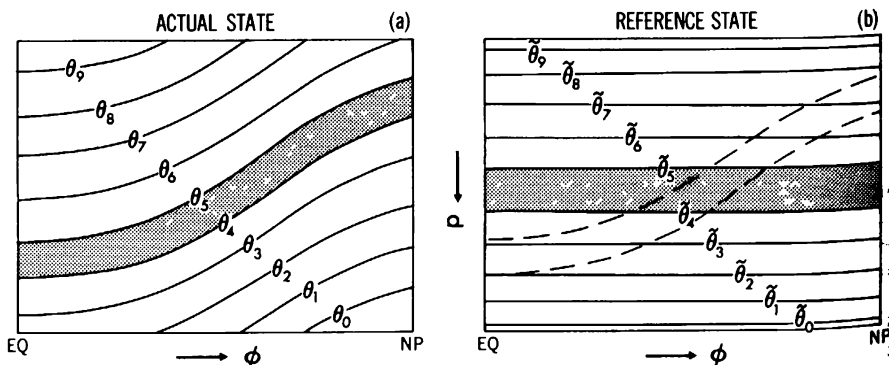 ACTUAL STATE (a)
θ9
θ8
θ7
θ6
θ5
θ4
θ3
θ2
θ1
θ0
EQ → ϕ NP
REFERENCE STATE (b)
p
θ̃9
θ̃8
θ̃7
θ̃6
θ̃5
θ̃4
θ̃3
θ̃2
θ̃1
θ̃0
EQ → ϕ NP